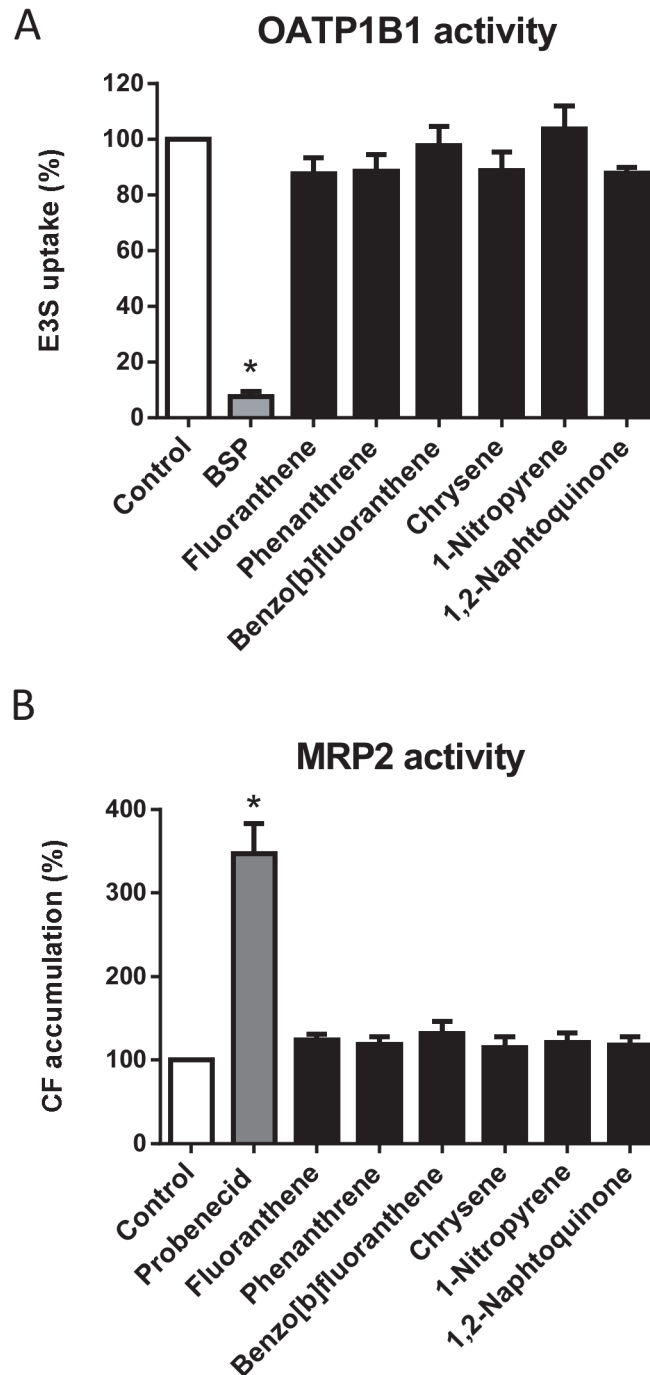 A
OATP1B1 activity
E3S uptake (%)
120
100
80
60
40
20
0
*
Control
BSP
Fluoranthene
Phenanthrene
Benzo[b]fluoranthene
Chrysene
1-Nitropyrene
1,2-Naphtoquinone
B
MRP2 activity
CF accumulation (%)
400
300
200
100
0
*
Control
Probenecid
Fluoranthene
Phenanthrene
Benzo[b]fluoranthene
Chrysene
1-Nitropyrene
1,2-Naphtoquinone